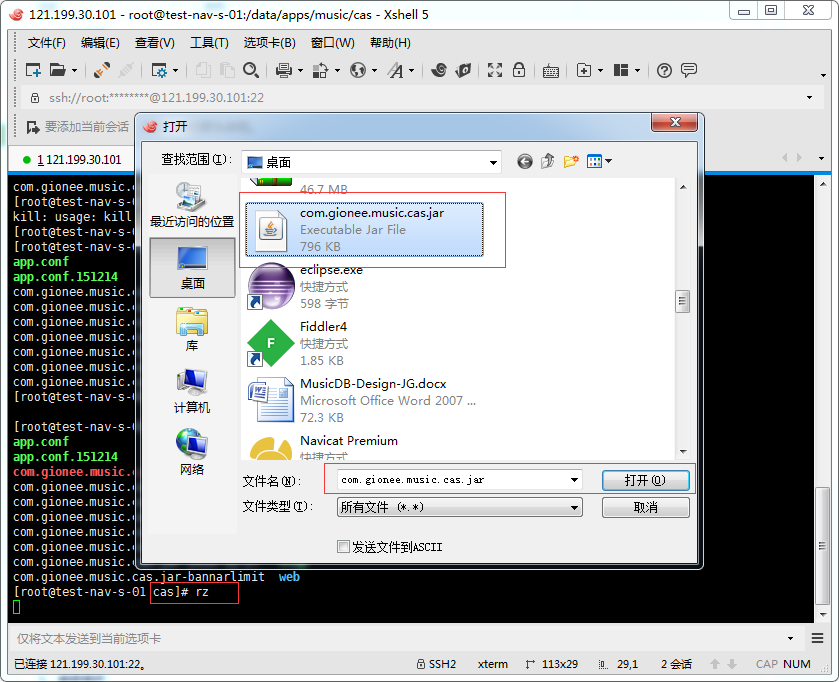 121.199.30.101 - root@test-nav-s-01:/data/apps/music/cas - Xshell 5
文件(F) 编辑(E) 查看(V) 工具(T) 选项卡(B) 窗口(W) 帮助(H)
ssh://root:********@121.199.30.101:22
要添加当前会话
1 121.199.30.101
打开
查找范围(I): 桌面
最近访问的位置
桌面
库
计算机
网络
46.7 MB
com.gionee.music.cas.jar
Executable Jar File
796 KB
eclipse.exe
快捷方式
598 字节
Fiddler4
快捷方式
1.85 KB
MusicDB-Design-JG.docx
Microsoft Office Word 2007 ...
72.3 KB
Navicat Premium
快捷方式
文件名(N): com.gionee.music.cas.jar 打开(O)
文件类型(T): 所有文件 (*.*) 取消
发送文件到ASCII
com.gionee.music.c
[root@test-nav-s-0
kill: usage: kill
[root@test-nav-s-0
[root@test-nav-s-0
app.conf
app.conf.151214
com.gionee.music.c
com.gionee.music.c
com.gionee.music.c
com.gionee.music.c
com.gionee.music.c
com.gionee.music.c
com.gionee.music.c
[root@test-nav-s-0
[root@test-nav-s-0
app.conf
app.conf.151214
com.gionee.music.c
com.gionee.music.c
com.gionee.music.c
com.gionee.music.c
com.gionee.music.c
com.gionee.music.c
com.gionee.music.c
com.gionee.music.cas.jar-bannarlimit web
[root@test-nav-s-01 cas]# rz
仅将文本发送到当前选项卡
已连接 121.199.30.101:22。 SSH2 xterm 113x29 29,1 2 会话 CAP NUM